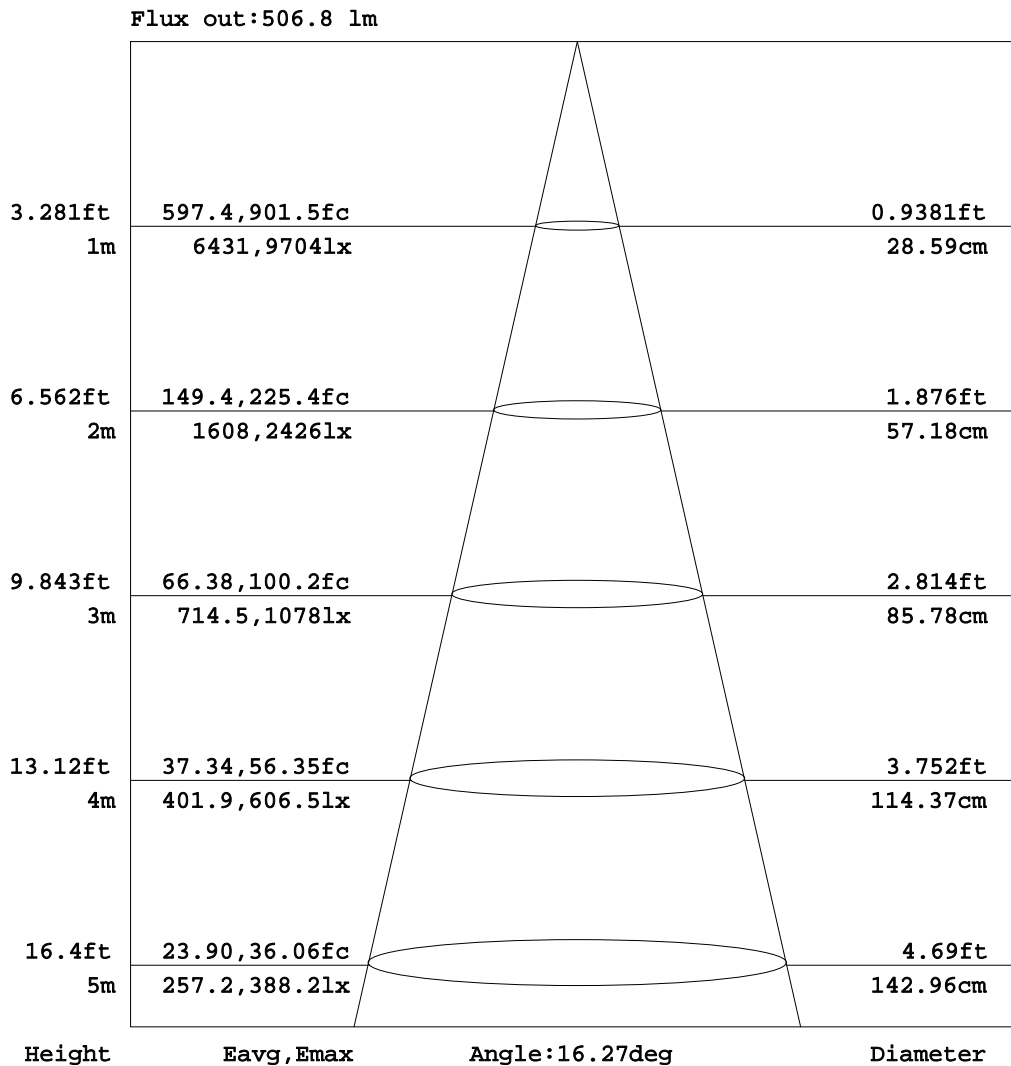 Flux out:506.8 lm
3.281ft 597.4,901.5fc 0.9381ft
1m 6431,9704lx 28.59cm
6.562ft 149.4,225.4fc 1.876ft
2m 1608,2426lx 57.18cm
9.843ft 66.38,100.2fc 2.814ft
3m 714.5,1078lx 85.78cm
13.12ft 37.34,56.35fc 3.752ft
4m 401.9,606.5lx 114.37cm
16.4ft 23.90,36.06fc 4.69ft
5m 257.2,388.2lx 142.96cm
Height Eavg,Emax Angle:16.27deg Diameter